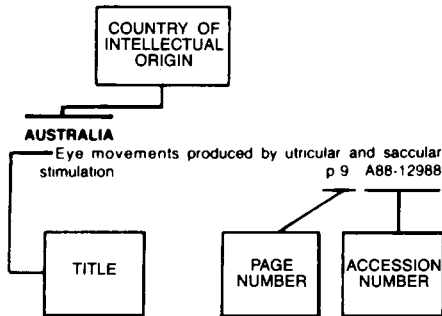 COUNTRY OF
INTELLECTUAL
ORIGIN
AUSTRALIA
Eye movements produced by utricular and saccular
stimulation p 9 A88-12988
TITLE
PAGE
NUMBER
ACCESSION
NUMBER